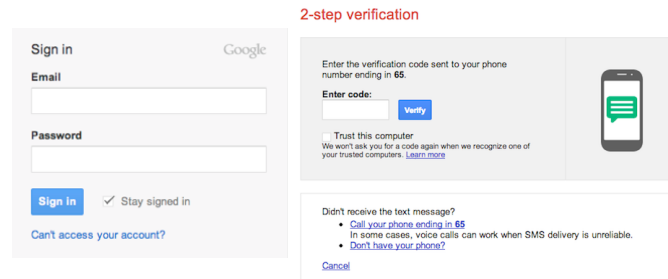 Sign in
Google
Email
Password
Sign in
Stay signed in
Can't access your account?
2-step verification
Enter the verification code sent to your phone
number ending in 65.
Enter code:
Verify
Trust this computer
We won't ask you for a code again when we recognize one of
your trusted computers. Learn more
Didn't receive the text message?
Call your phone ending in 65
In some cases, voice calls can work when SMS delivery is unreliable.
Don't have your phone?
Cancel